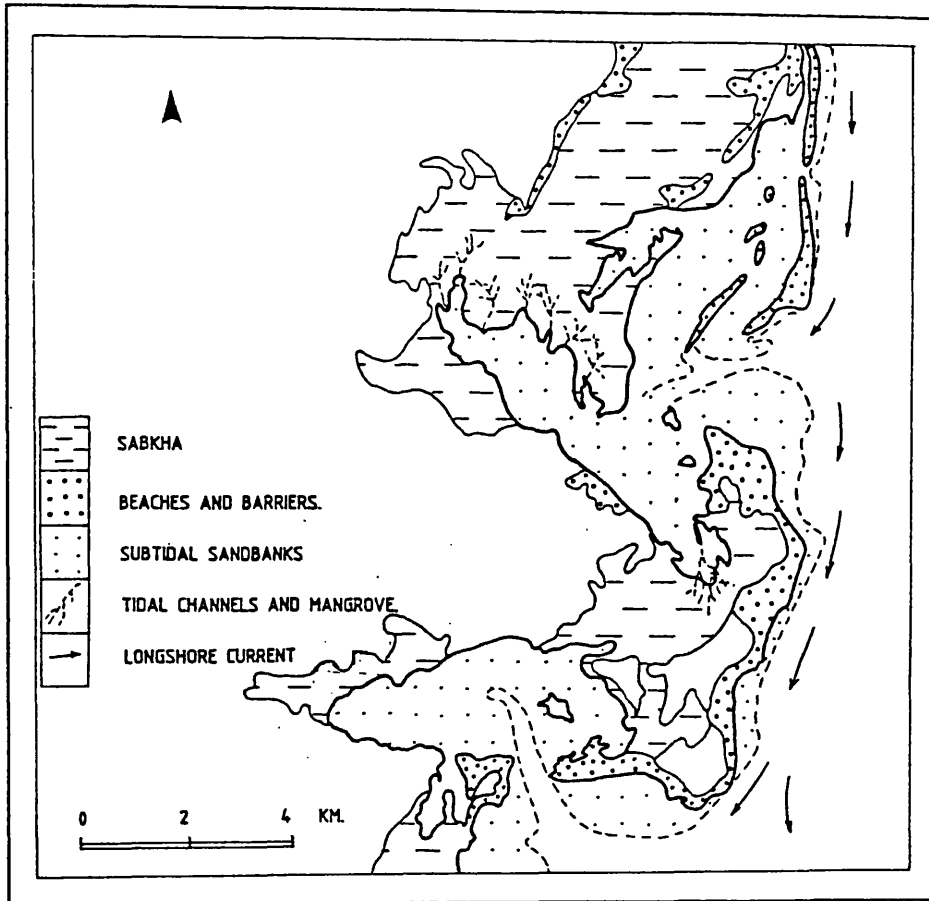 SABKHA
BEACHES AND BARRIERS.
SUBTIDAL SANDBANKS
TIDAL CHANNELS AND MANGROVE
LONGSHORE CURRENT
0 2 4 KM.